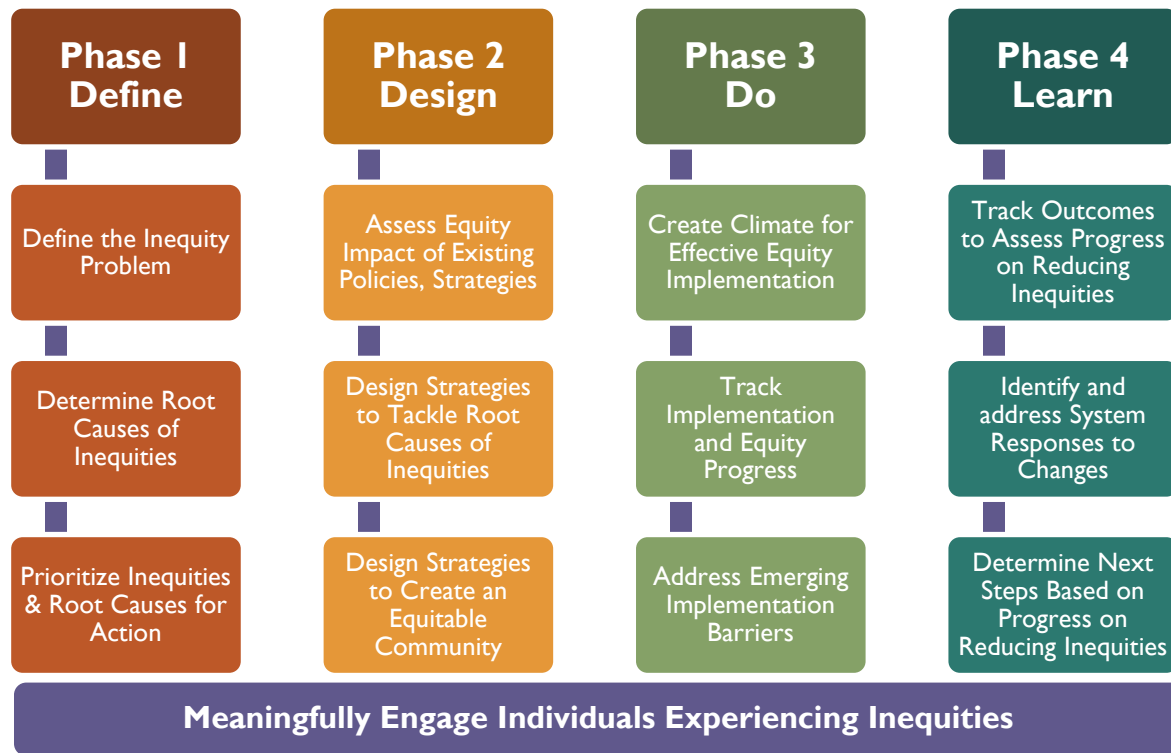 Phase 1
Define
Define the Inequity
Problem
Determine Root
Causes of
Inequities
Prioritize Inequities
& Root Causes for
Action
Phase 2
Design
Assess Equity
Impact of Existing
Policies, Strategies
Design Strategies
to Tackle Root
Causes of
Inequities
Design Strategies
to Create an
Equitable
Community
Phase 3
Do
Create Climate for
Effective Equity
Implementation
Track
Implementation
and Equity
Progress
Address Emerging
Implementation
Barriers
Phase 4
Learn
Track Outcomes
to Assess Progress
on Reducing
Inequities
Identify and
address System
Responses to
Changes
Determine Next
Steps Based on
Progress on
Reducing Inequities
Meaningfully Engage Individuals Experiencing Inequities